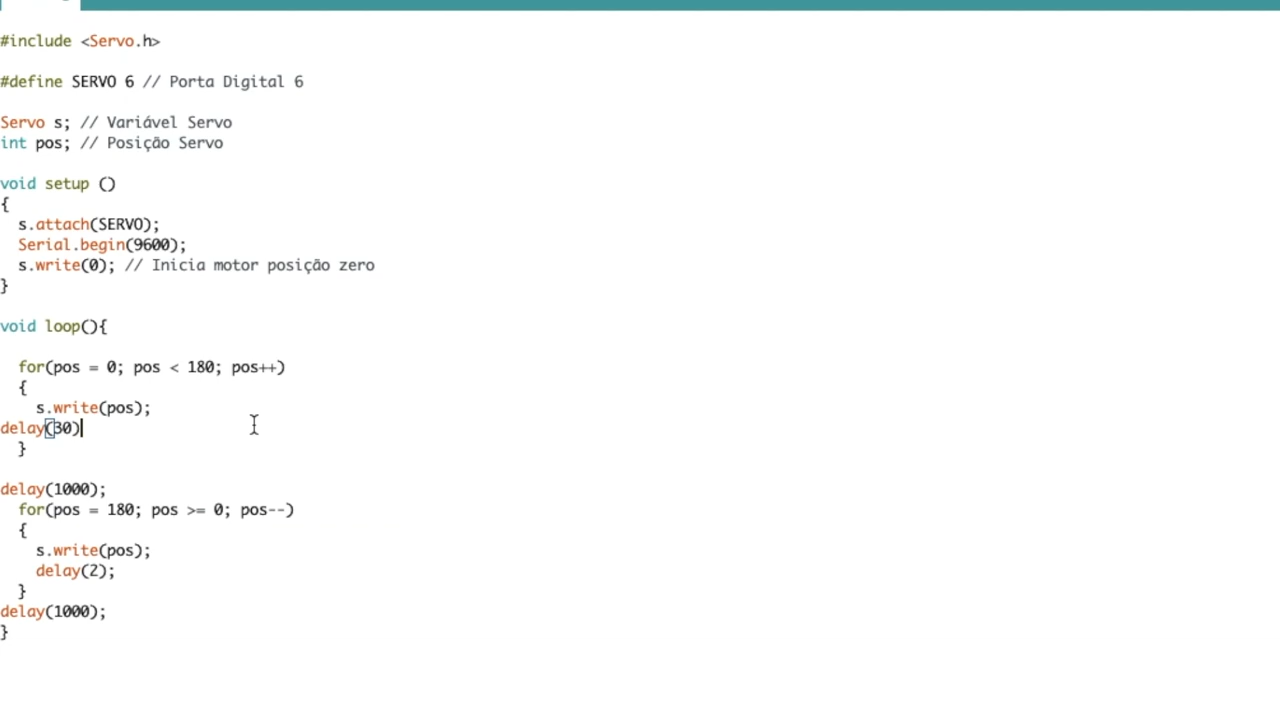 #include <Servo.h>
#define SERVO 6 // Porta Digital 6
Servo s; // Variável Servo
int pos; // Posição Servo
void setup ()
{
  s.attach(SERVO);
  Serial.begin(9600);
  s.write(0); // Inicia motor posição zero
}
void loop(){
  for(pos = 0; pos < 180; pos++)
  {
    s.write(pos);
delay(30)
  }
delay(1000);
  for(pos = 180; pos >= 0; pos--)
  {
    s.write(pos);
    delay(2);
  }
delay(1000);
}